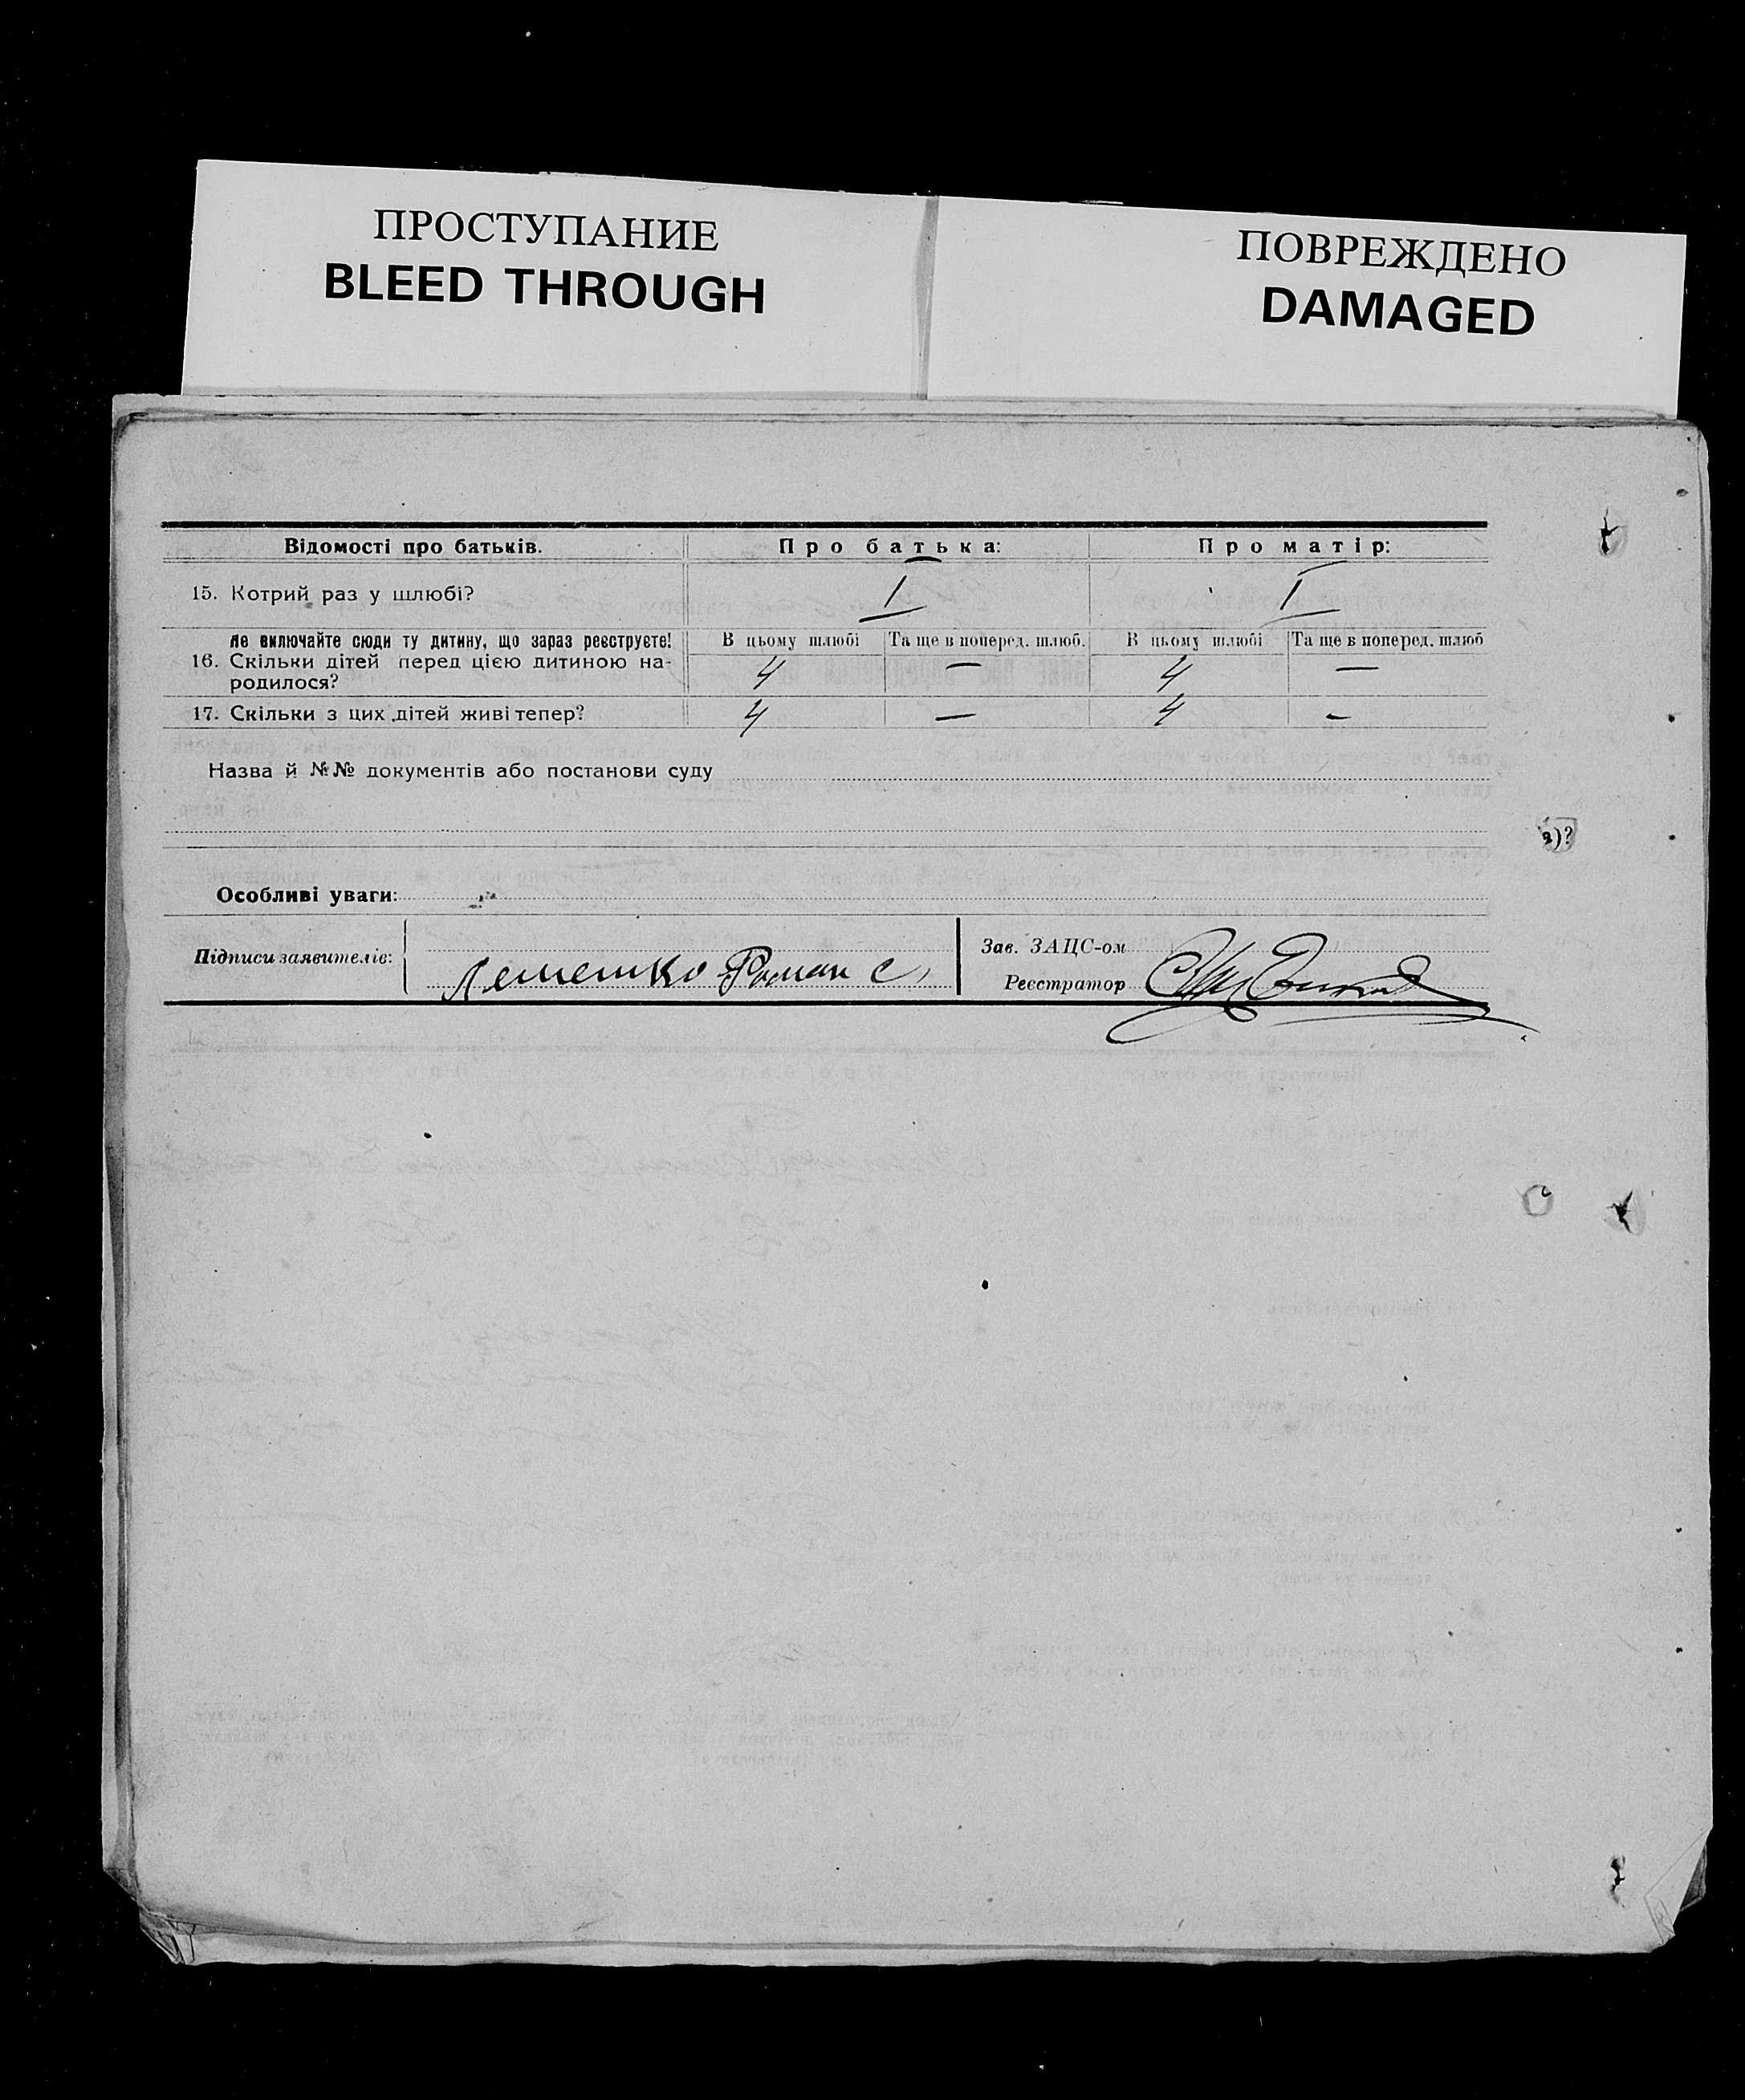 ПРОСТУПАНИЕ
BLEED THROUGH
ПОВРЕЖДЕНО
DAMAGED
Відомості про батьків. Про батька: Про матір:
15. Котрий раз у шлюбі? I I
Не включайте сюди ту дитину, що зараз реєструєте! В цьому шлюбі Та ще в поперед. шлюб. В цьому шлюбі Та ще в поперед. шлюб
16. Скільки дітей перед цією дитиною на- 4 — 4 —
родилося?
17. Скільки з цих дітей живі тепер? 4 — 4 -
Назва й №№ документів або постанови суду
з)?
Особливі уваги:
Зав. ЗАЦС-ом
Підписи заявителів: Роман С.
Реєстратор